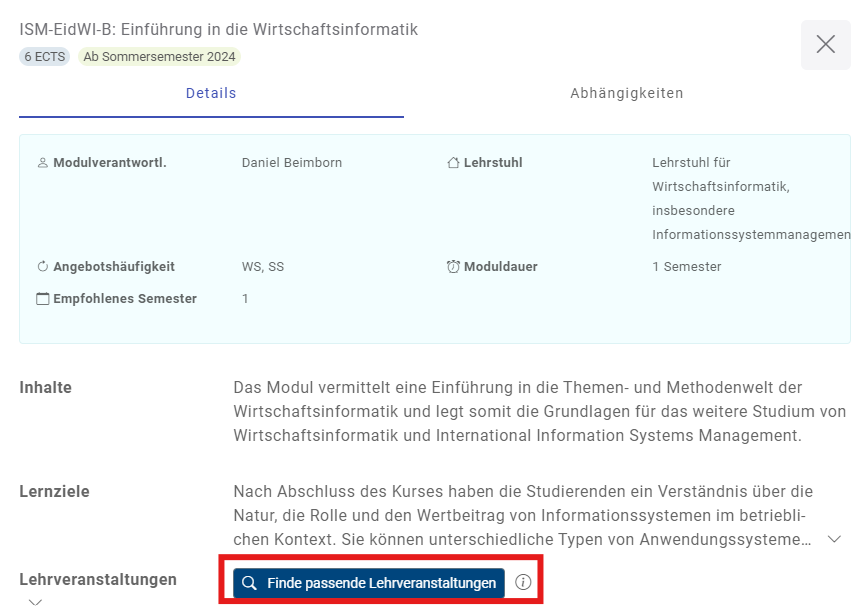 ISM-EidWI-B: Einführung in die Wirtschaftsinformatik
6 ECTS Ab Sommersemester 2024
Details Abhängigkeiten
Modulverantwortl. Daniel Beimborn Lehrstuhl Lehrstuhl für
Wirtschaftsinformatik,
insbesondere
Informationssystemmanagemen
Angebotshäufigkeit WS, SS Moduldauer 1 Semester
Empfohlenes Semester 1
Inhalte Das Modul vermittelt eine Einführung in die Themen- und Methodenwelt der
Wirtschaftsinformatik und legt somit die Grundlagen für das weitere Studium von
Wirtschaftsinformatik und International Information Systems Management.
Lernziele Nach Abschluss des Kurses haben die Studierenden ein Verständnis über die
Natur, die Rolle und den Wertbeitrag von Informationssystemen im betriebli-
chen Kontext. Sie können unterschiedliche Typen von Anwendungssysteme...
Lehrveranstaltungen Finde passende Lehrveranstaltungen